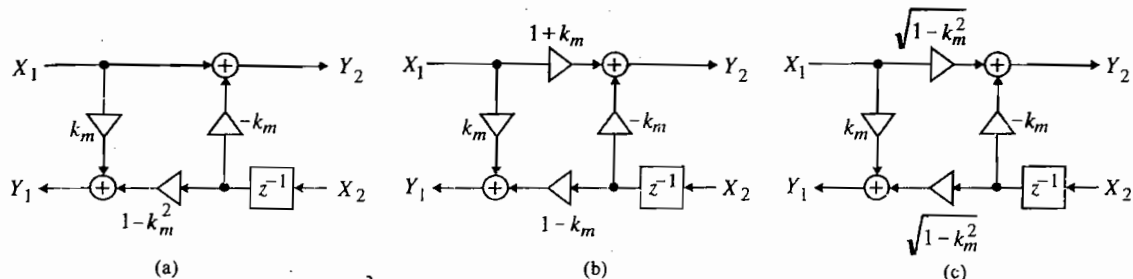 1 + k_m
√(1 − k_m^2)
X_1 Y_2 X_1 Y_2 X_1 Y_2
k_m −k_m k_m −k_m k_m −k_m
Y_1 z^{-1} X_2 Y_1 z^{-1} X_2 Y_1 z^{-1} X_2
1 − k_m^2
1 − k_m
√(1 − k_m^2)
(a) (b) (c)